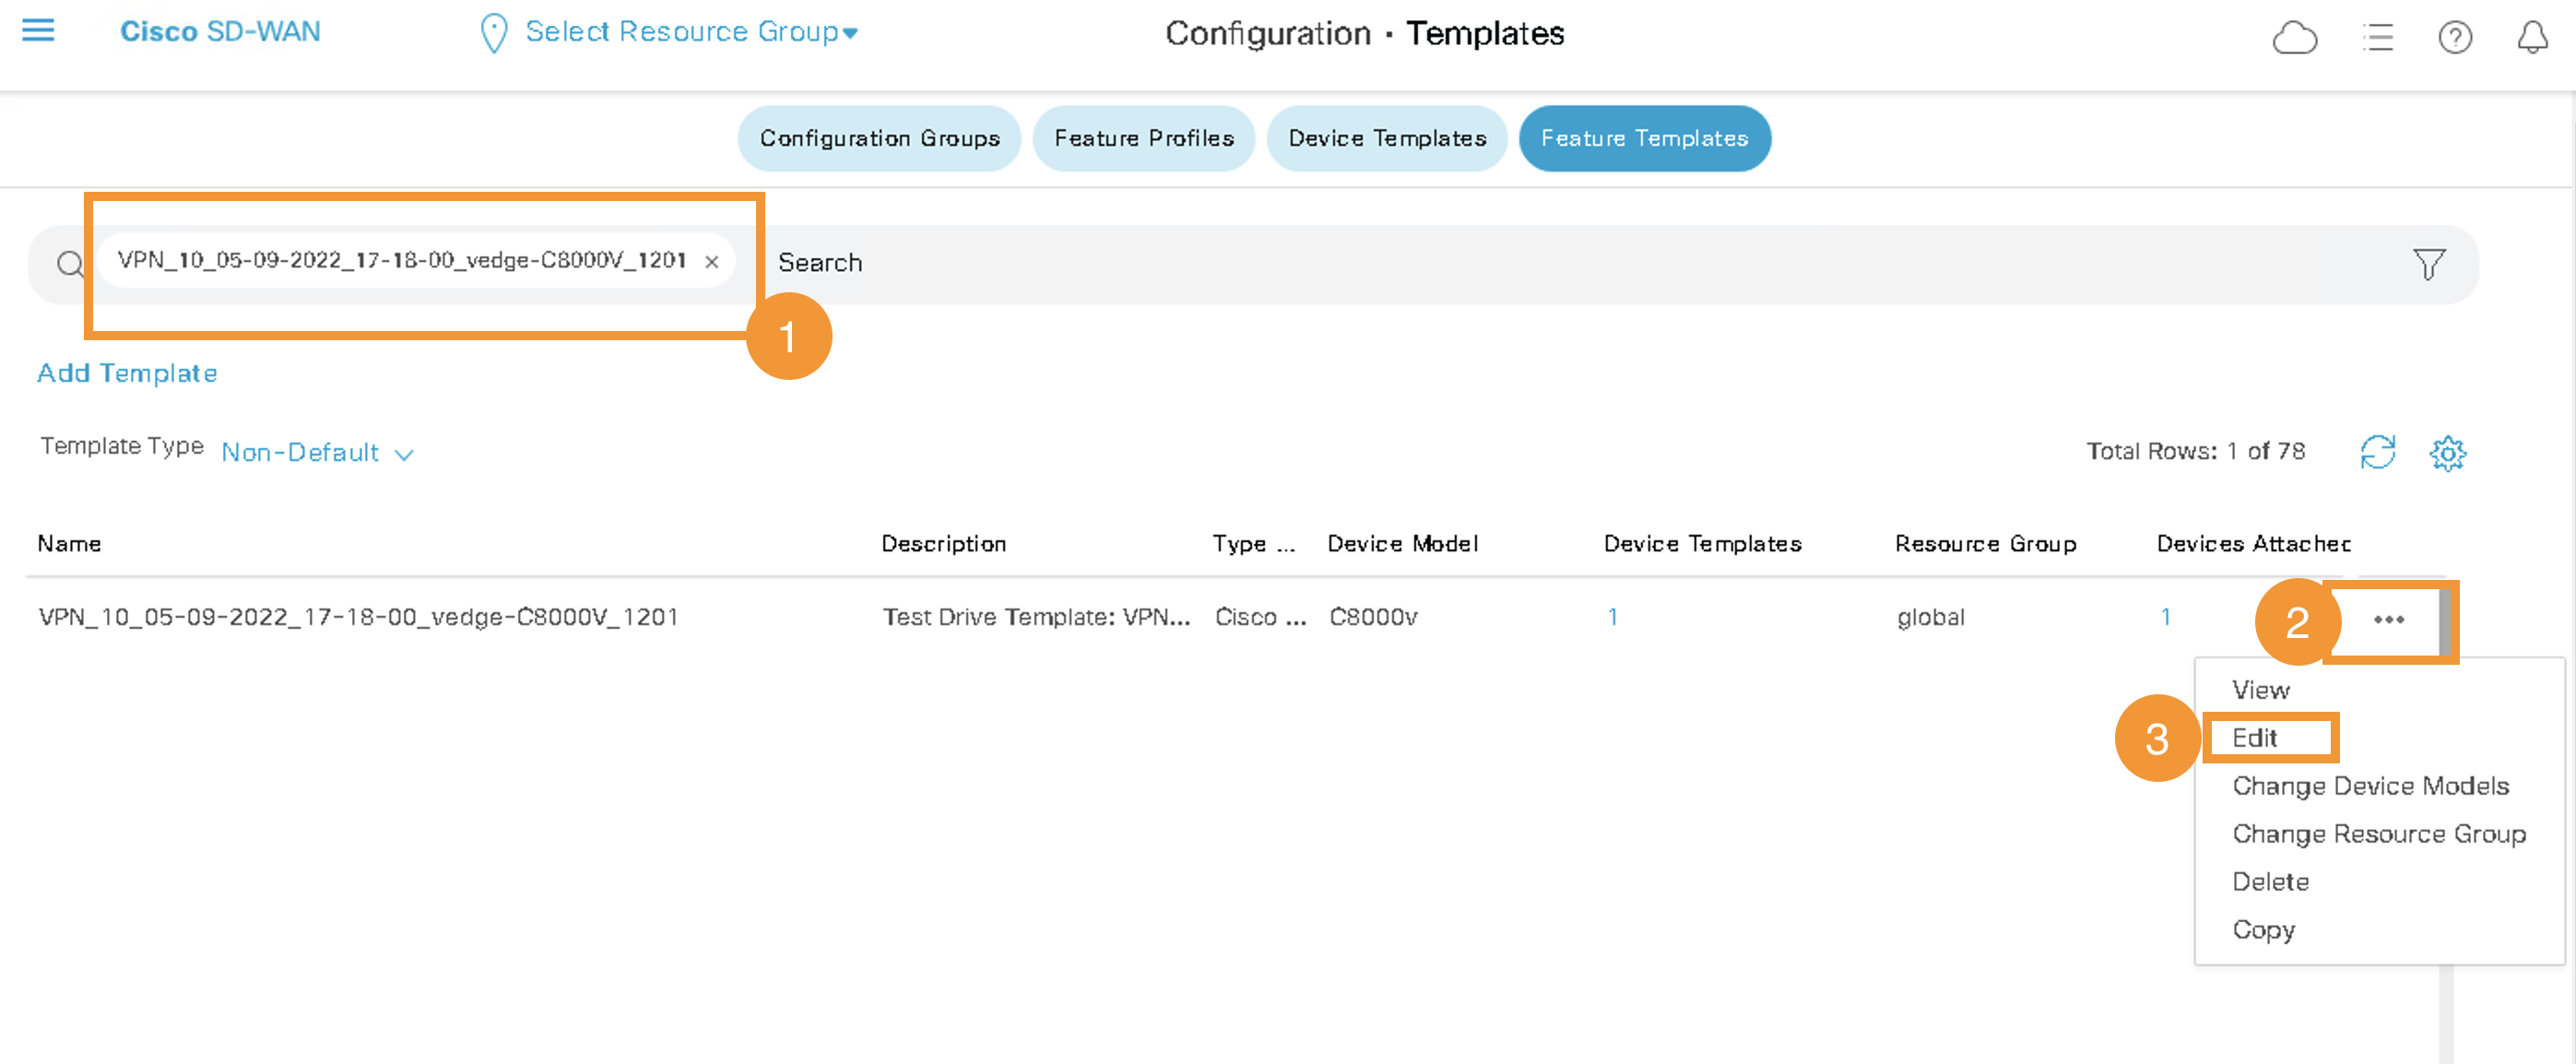 Cisco SD-WAN
Select Resource Group
Configuration · Templates
Configuration Groups
Feature Profiles
Device Templates
Feature Templates
VPN_10_05-09-2022_17-18-00_vedge-C8000V_1201 ×
Search
1
Add Template
Template Type Non-Default
Total Rows: 1 of 78
Name Description Type ... Device Model Device Templates Resource Group Devices Attached
VPN_10_05-09-2022_17-18-00_vedge-C8000V_1201 Test Drive Template: VPN... Cisco ... C8000v 1 global 1 •••
2
View
3
Edit
Change Device Models
Change Resource Group
Delete
Copy